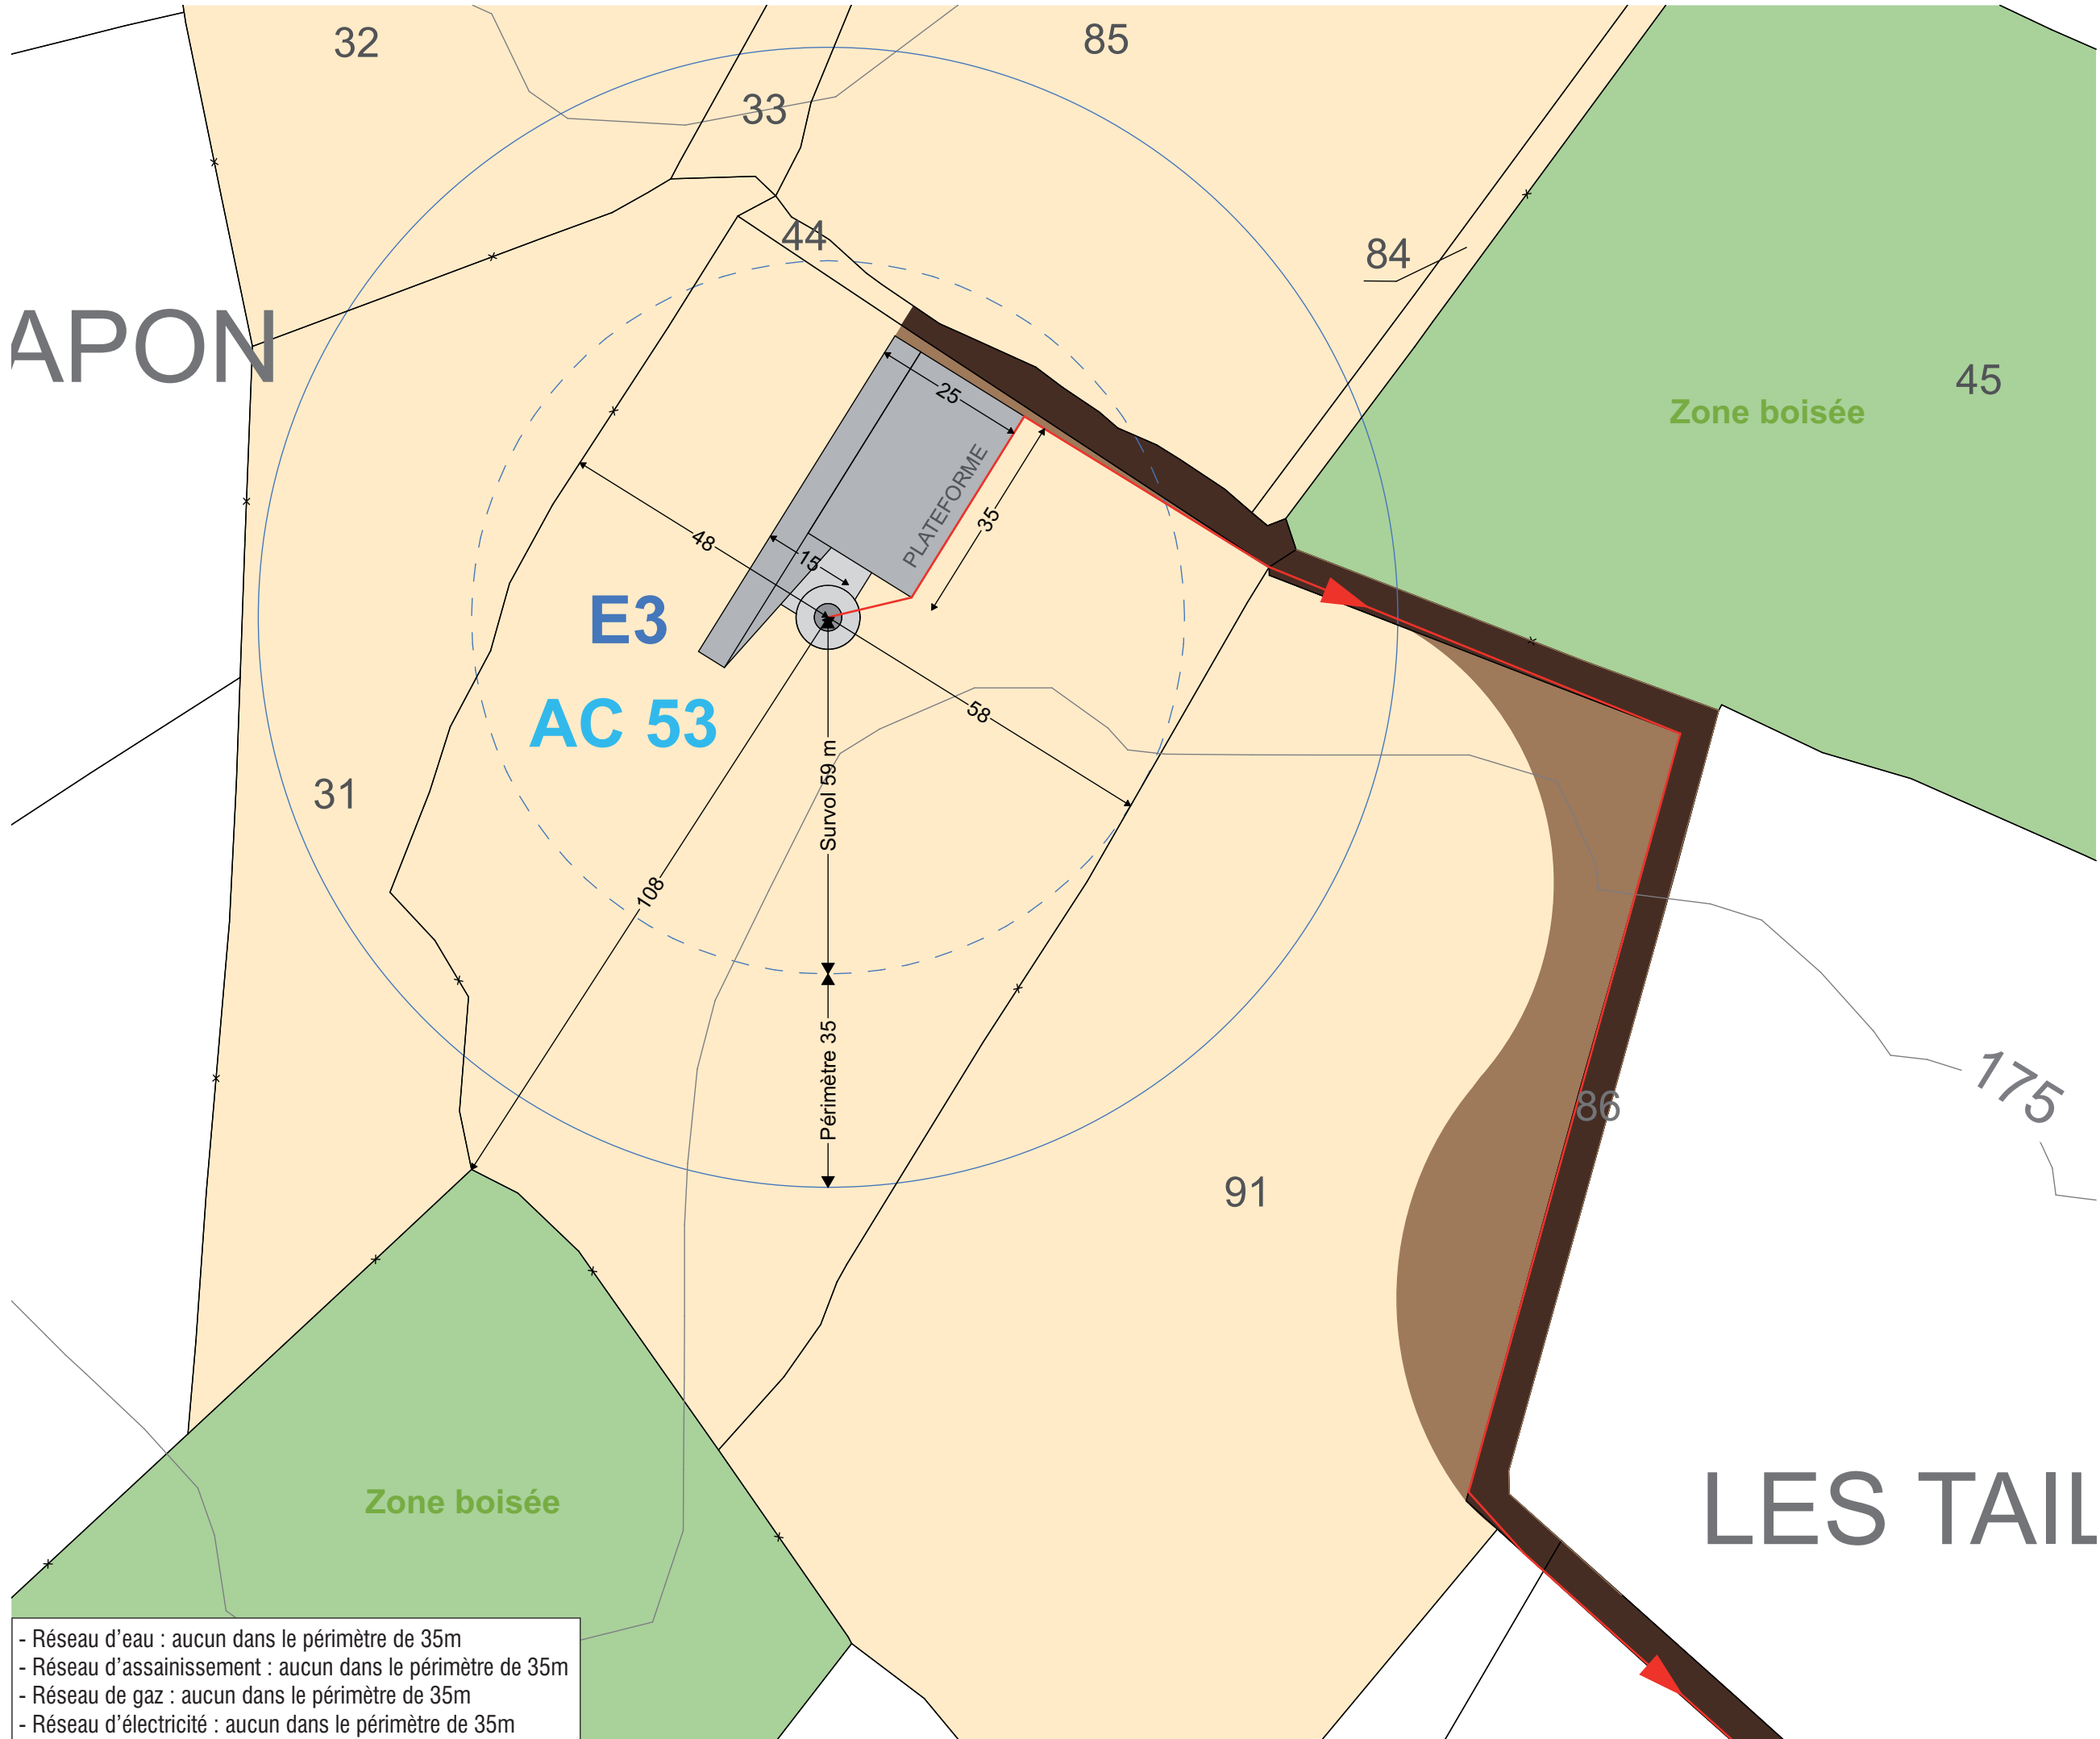 32
85
33
44
84
APON
45
Zone boisée
25
PLATEFORME
35
48
15
E3
58
AC 53
Survol 59 m
31
108
Périmètre 35
175
86
91
LES TAIL
Zone boisée
- Réseau d'eau : aucun dans le périmètre de 35m
- Réseau d'assainissement : aucun dans le périmètre de 35m
- Réseau de gaz : aucun dans le périmètre de 35m
- Réseau d'électricité : aucun dans le périmètre de 35m